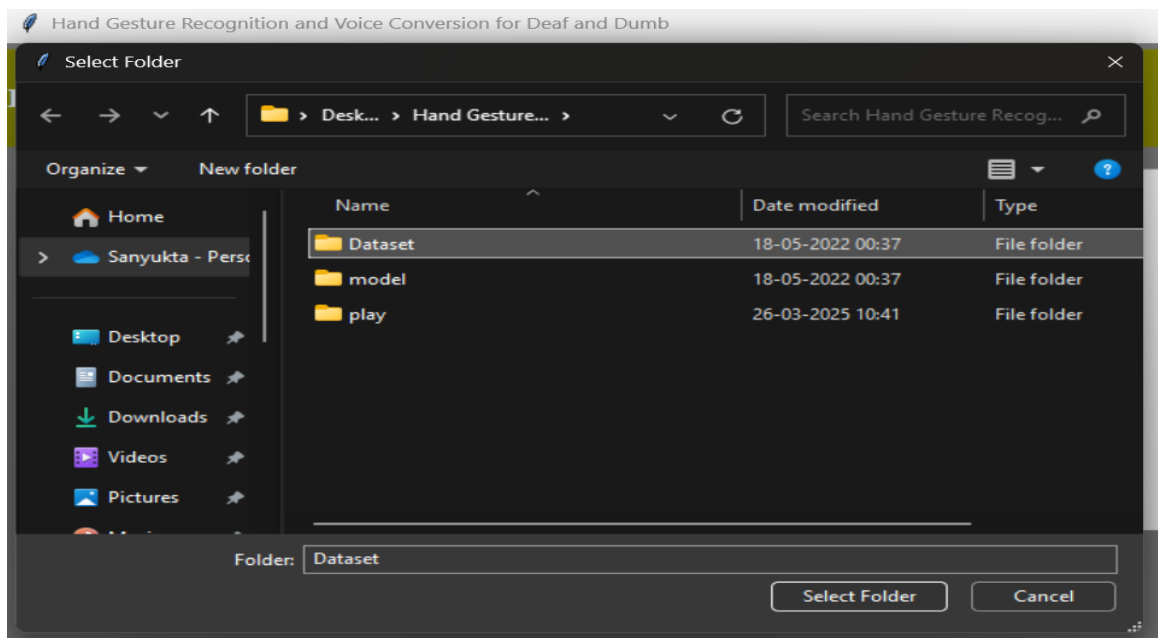 Hand Gesture Recognition and Voice Conversion for Deaf and Dumb
Select Folder
Desk... > Hand Gesture... >
Search Hand Gesture Recog...
Organize
New folder
Name Date modified Type
Home
Sanyukta - Perso
Dataset 18-05-2022 00:37 File folder
model 18-05-2022 00:37 File folder
play 26-03-2025 10:41 File folder
Desktop
Documents
Downloads
Videos
Pictures
Folder: Dataset
Select Folder Cancel